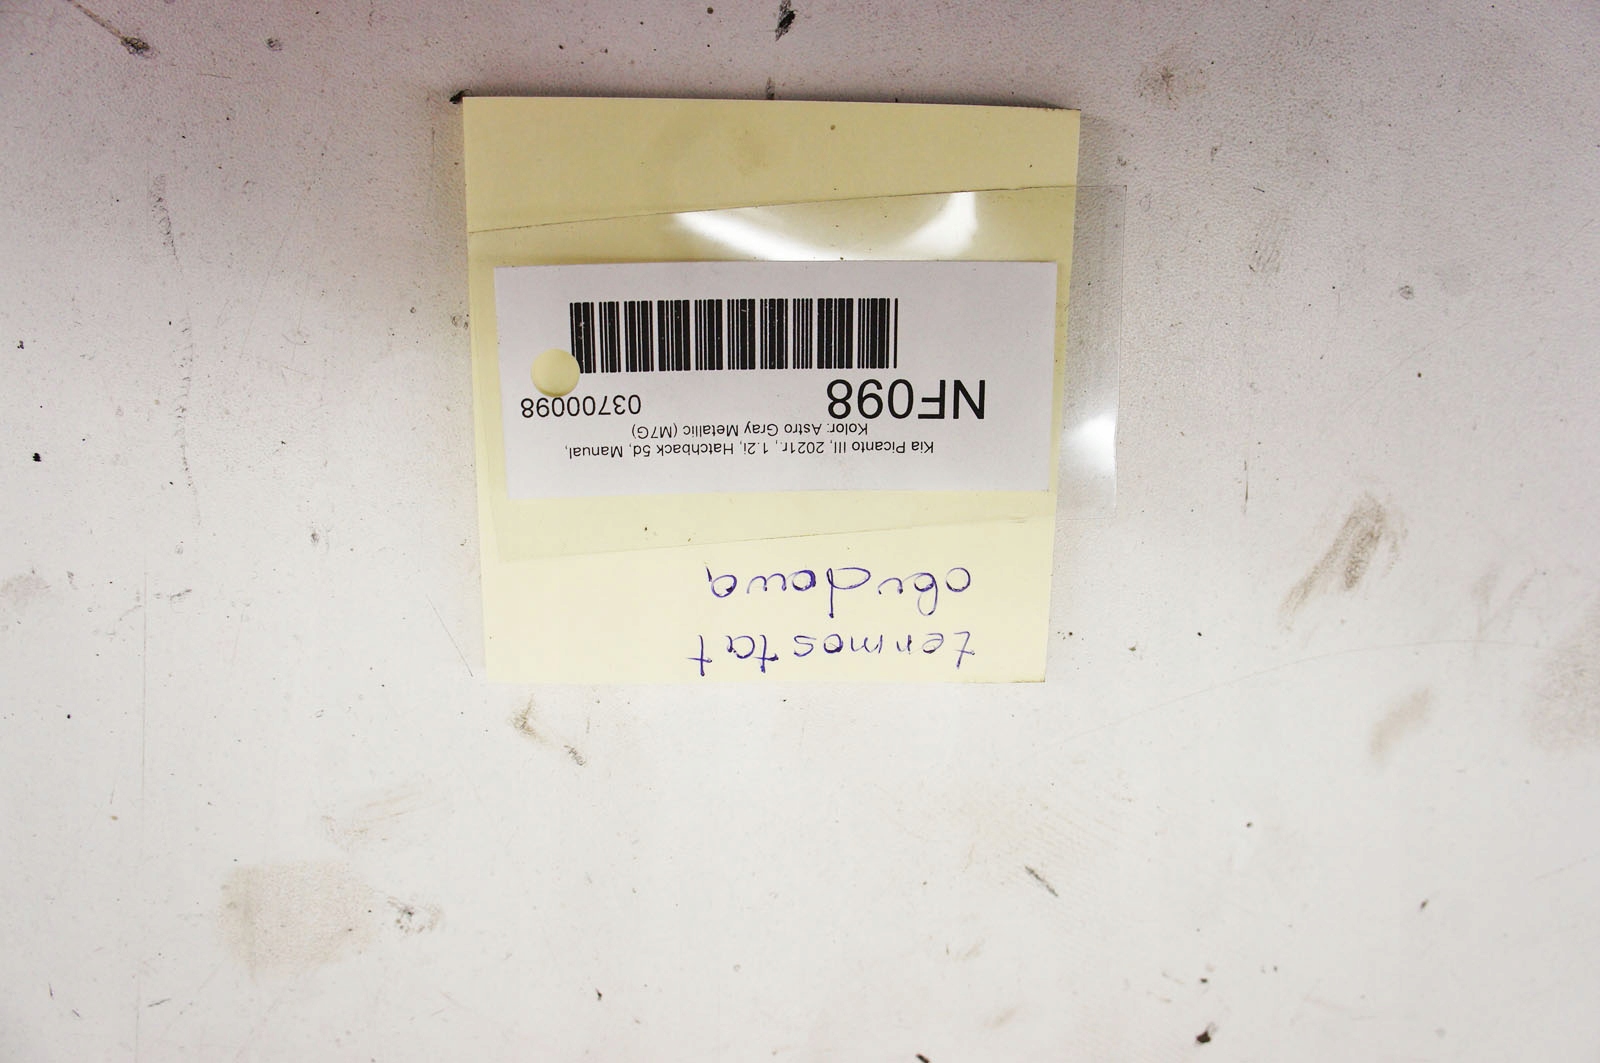 termostat
obudowa
Kia Picanto III, 2021r., 1.2i, Hatchback 5d, Manual,
Kolor: Astro Gray Metallic (M7G)
NF098 03700098